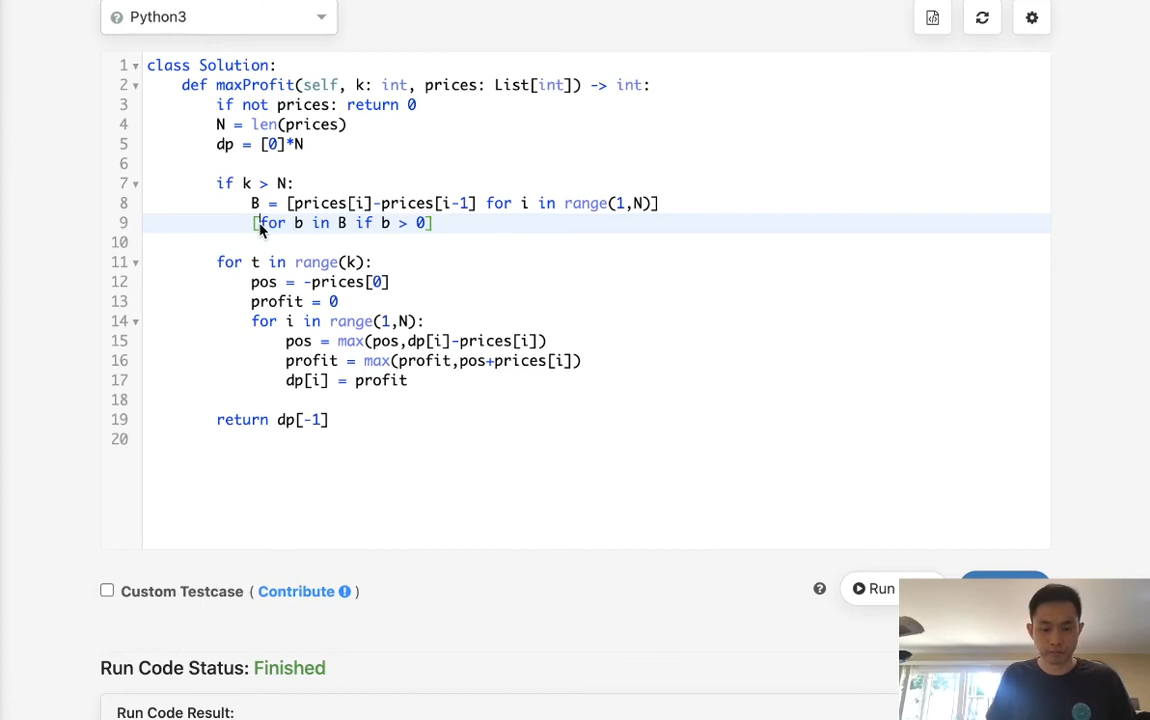 Python3
1 class Solution:
2 def maxProfit(self, k: int, prices: List[int]) -> int:
3 if not prices: return 0
4 N = len(prices)
5 dp = [0]*N
6
7 if k > N:
8 B = [prices[i]-prices[i-1] for i in range(1,N)]
9 [for b in B if b > 0]
10
11 for t in range(k):
12 pos = -prices[0]
13 profit = 0
14 for i in range(1,N):
15 pos = max(pos,dp[i]-prices[i])
16 profit = max(profit,pos+prices[i])
17 dp[i] = profit
18
19 return dp[-1]
20
Custom Testcase ( Contribute )
Run
Run Code Status: Finished
Run Code Result: